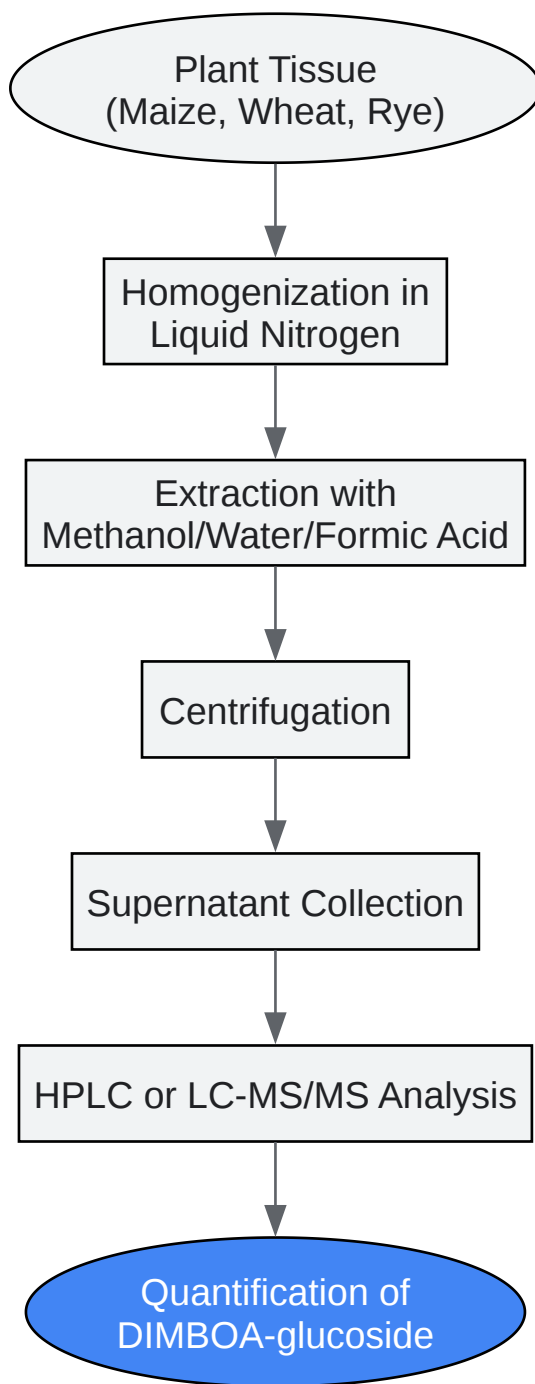 Plant Tissue
(Maize, Wheat, Rye)
Homogenization in
Liquid Nitrogen
Extraction with
Methanol/Water/Formic Acid
Centrifugation
Supernatant Collection
HPLC or LC-MS/MS Analysis
Quantification of
DIMBOA-glucoside